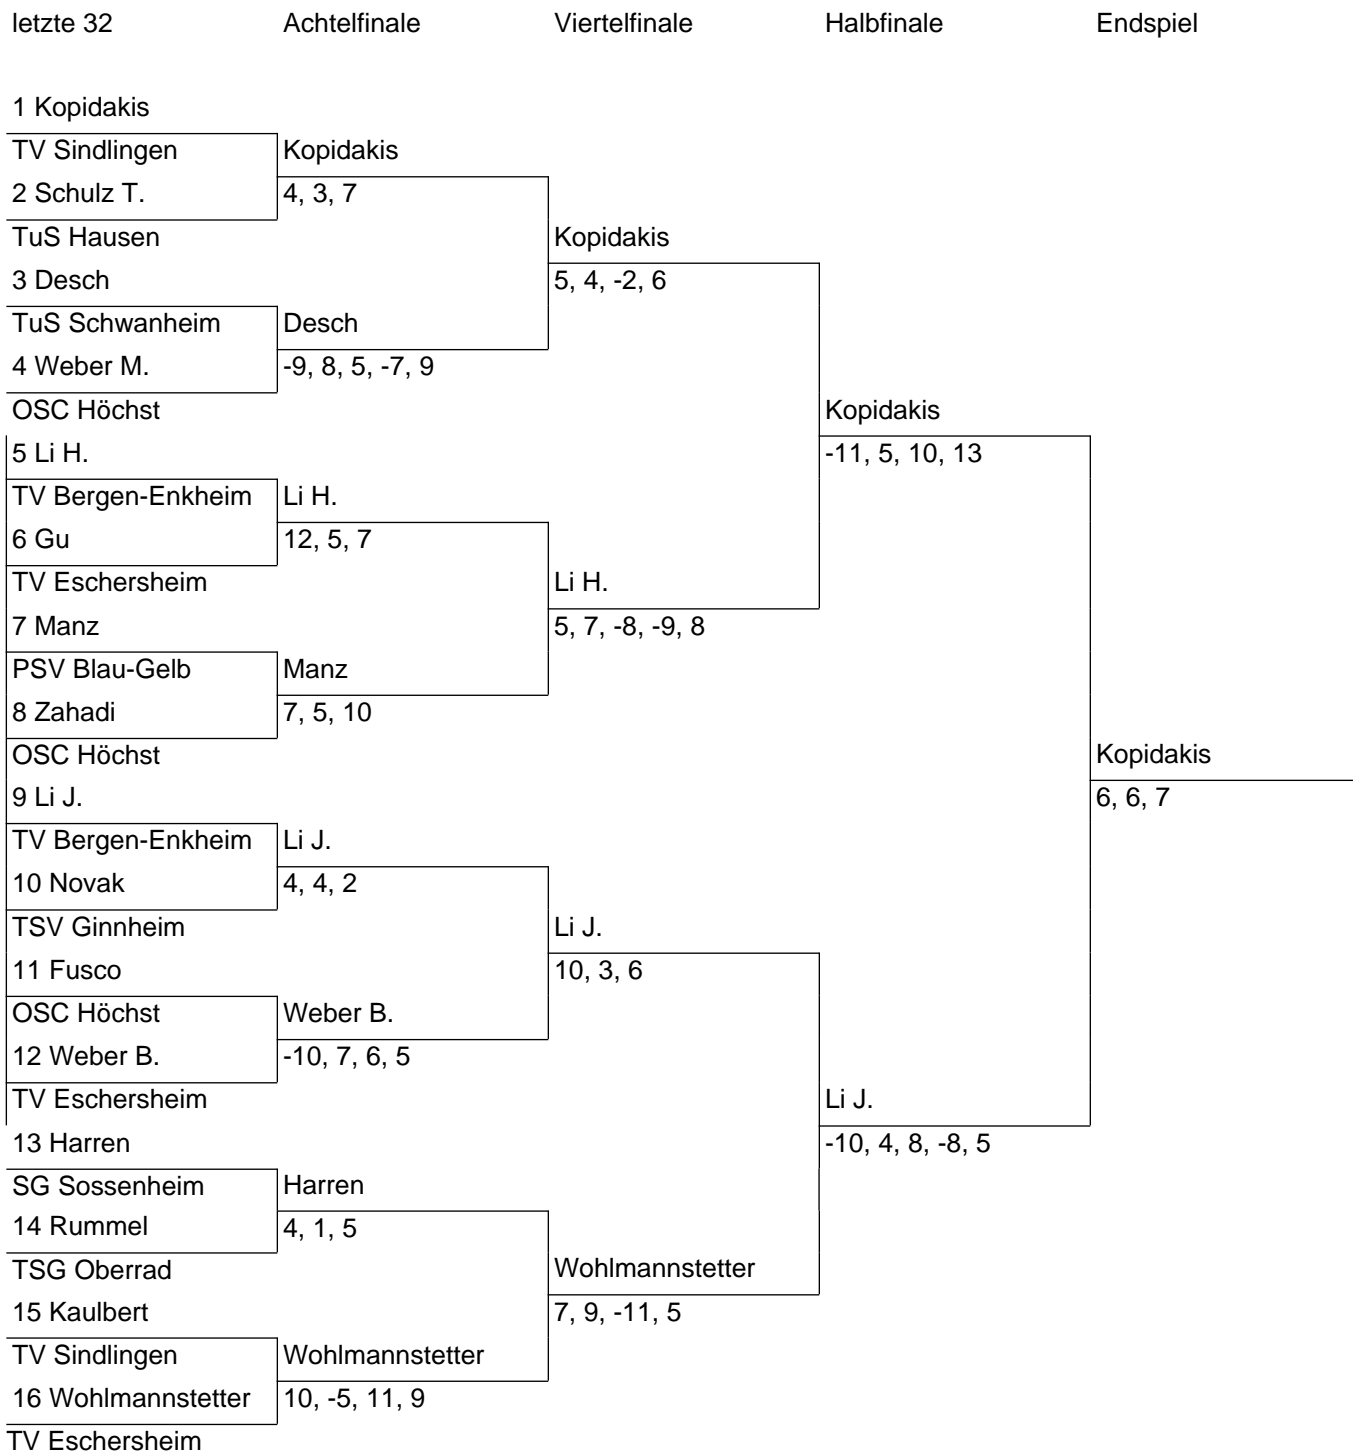 letzte 32 Achtelfinale Viertelfinale Halbfinale Endspiel
1 Kopidakis
TV Sindlingen Kopidakis
2 Schulz T. 4, 3, 7
TuS Hausen Kopidakis
3 Desch 5, 4, -2, 6
TuS Schwanheim Desch
4 Weber M. -9, 8, 5, -7, 9
OSC Höchst Kopidakis
5 Li H. -11, 5, 10, 13
TV Bergen-Enkheim Li H.
6 Gu 12, 5, 7
TV Eschersheim Li H.
7 Manz 5, 7, -8, -9, 8
PSV Blau-Gelb Manz
8 Zahadi 7, 5, 10
OSC Höchst Kopidakis
9 Li J. 6, 6, 7
TV Bergen-Enkheim Li J.
10 Novak 4, 4, 2
TSV Ginnheim Li J.
11 Fusco 10, 3, 6
OSC Höchst Weber B.
12 Weber B. -10, 7, 6, 5
TV Eschersheim Li J.
13 Harren -10, 4, 8, -8, 5
SG Sossenheim Harren
14 Rummel 4, 1, 5
TSG Oberrad Wohlmannstetter
15 Kaulbert 7, 9, -11, 5
TV Sindlingen Wohlmannstetter
16 Wohlmannstetter 10, -5, 11, 9
TV Eschersheim